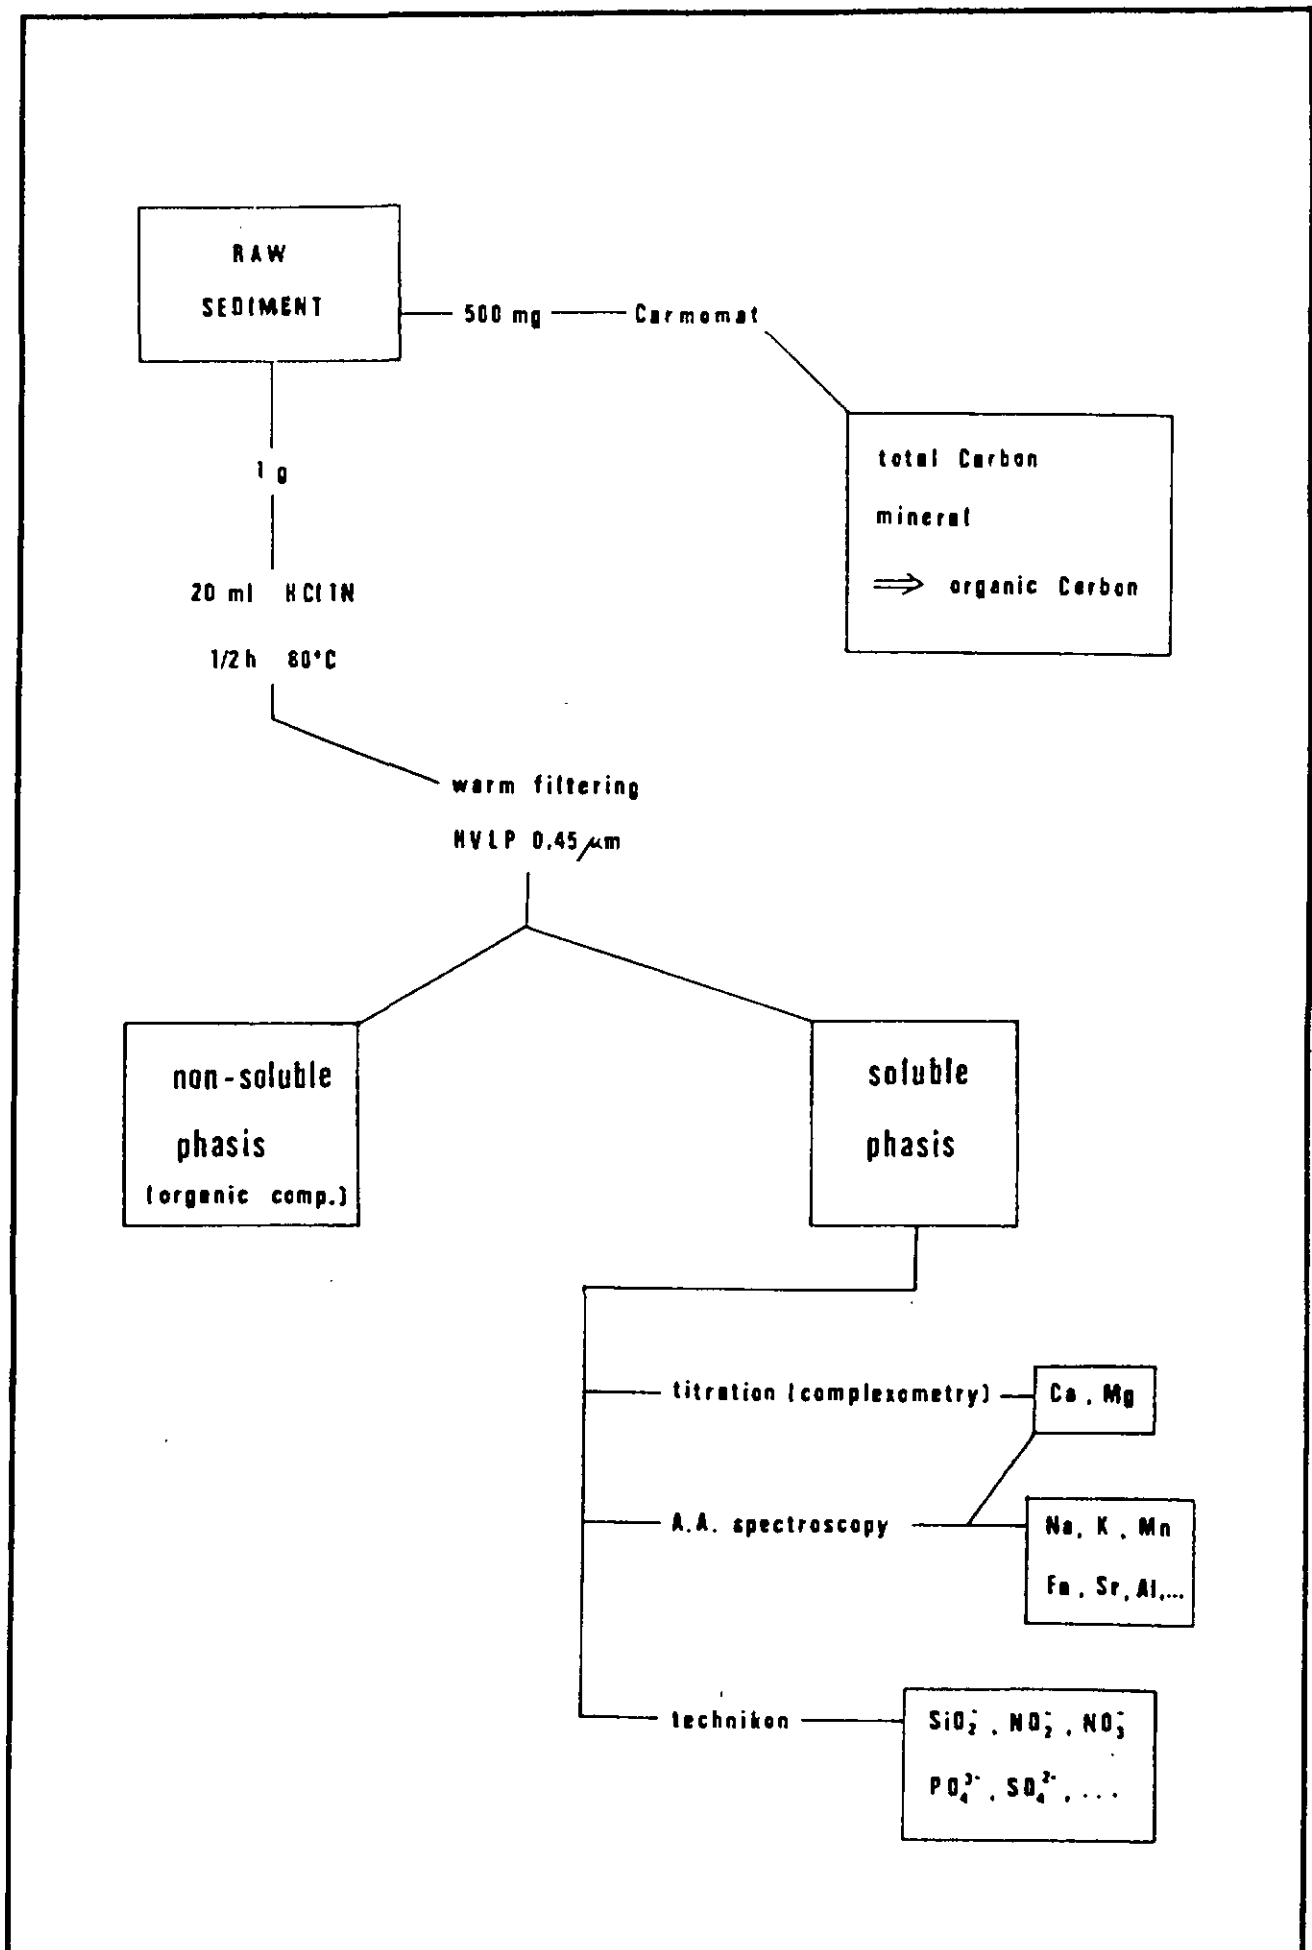 RAW
SEDIMENT
500 mg
Carmomat
total Carbon
mineral
⇒ organic Carbon
1 g
20 ml HCl 1N
1/2 h 80°C
warm filtering
HVLP 0,45 μm
non-soluble
phasis
(organic comp.)
soluble
phasis
titration (complexometry)
Ca, Mg
A.A. spectroscopy
Na, K, Mn
Fe, Sr, Al,...
technikon
SiO₂⁻, NO₂⁻, NO₃⁻
PO₄³⁻, SO₄²⁻, ...